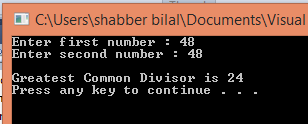 C:\Users\shabber bilal\Documents\Visual
Enter first number : 48
Enter second number : 48
Greatest Common Divisor is 24
Press any key to continue . . .